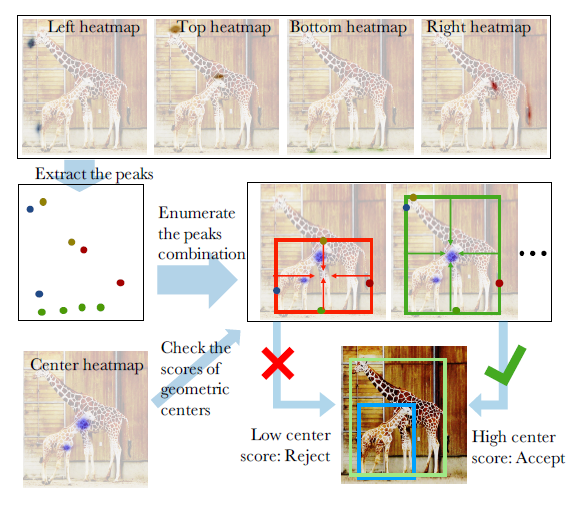 Left heatmap
Top heatmap
Bottom heatmap
Right heatmap
Extract the peaks
Enumerate
the peaks
combination
Center heatmap
Check the
scores of
geometric
centers
Low center
score: Reject
High center
score: Accept